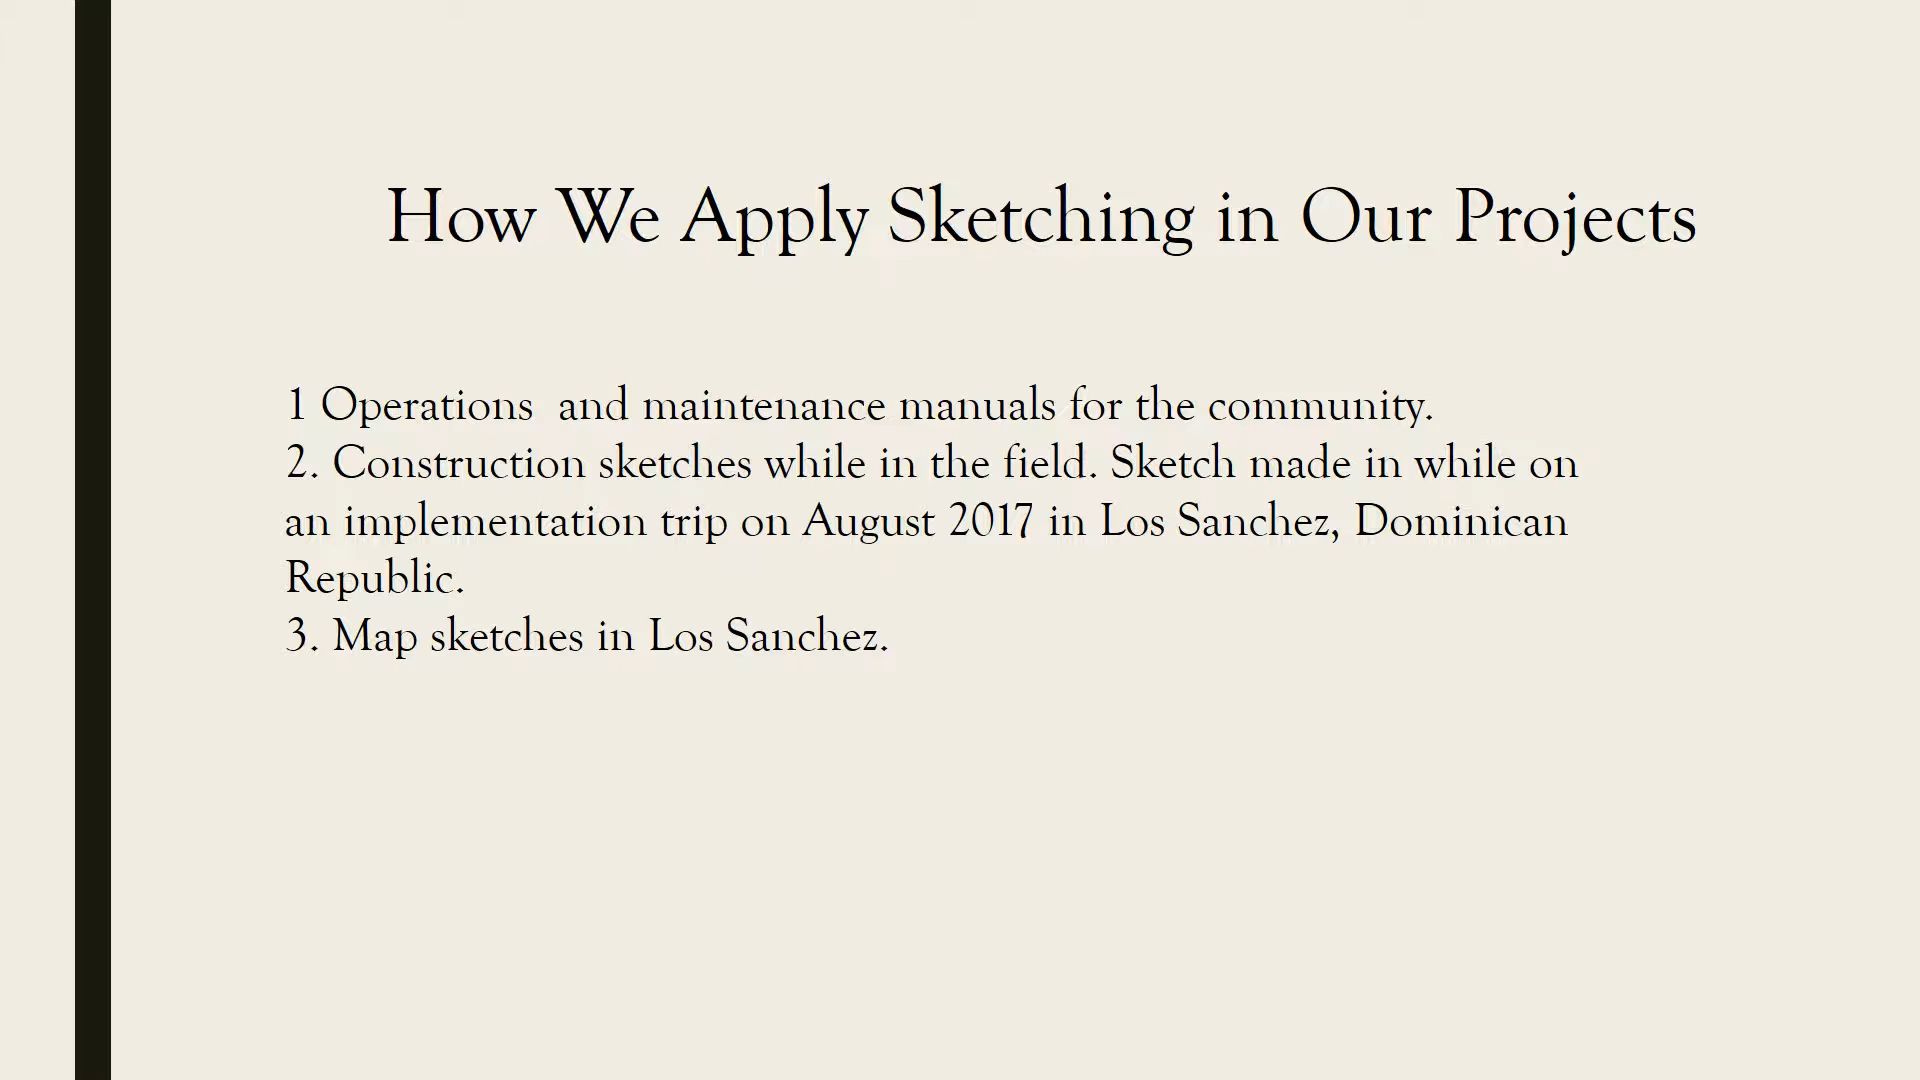 How We Apply Sketching in Our Projects
1 Operations  and maintenance manuals for the community.
2. Construction sketches while in the field. Sketch made in while on
an implementation trip on August 2017 in Los Sanchez, Dominican
Republic.
3. Map sketches in Los Sanchez.